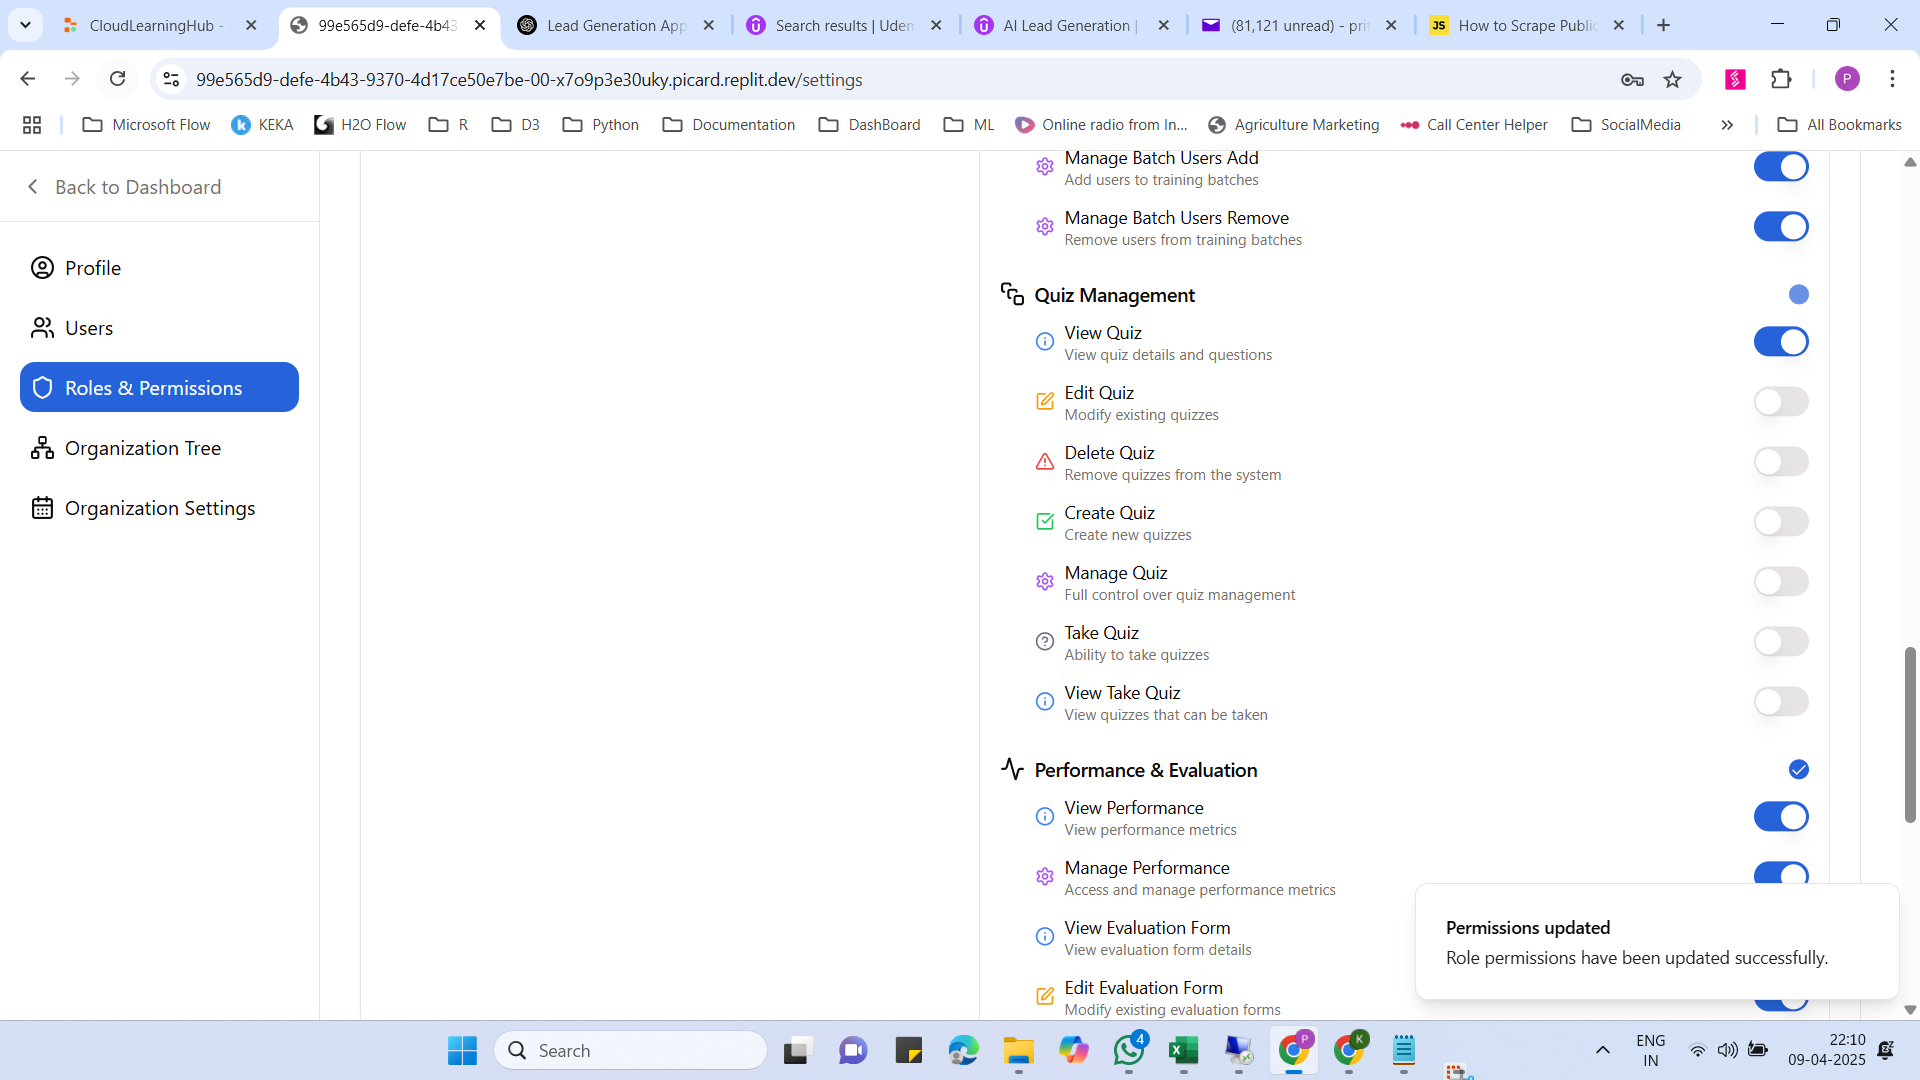 CloudLearningHub -
99e565d9-defe-4b43
Lead Generation App
Search results | Uden
AI Lead Generation |
(81,121 unread) - prit
JS
How to Scrape Public
99e565d9-defe-4b43-9370-4d17ce50e7be-00-x7o9p3e30uky.picard.replit.dev/settings
P
Microsoft Flow
KEKA
H2O Flow
R
D3
Python
Documentation
DashBoard
ML
Online radio from In...
Agriculture Marketing
Call Center Helper
SocialMedia
All Bookmarks
Back to Dashboard
Profile
Users
Roles & Permissions
Organization Tree
Organization Settings
Manage Batch Users Add
Add users to training batches
Manage Batch Users Remove
Remove users from training batches
Quiz Management
View Quiz
View quiz details and questions
Edit Quiz
Modify existing quizzes
Delete Quiz
Remove quizzes from the system
Create Quiz
Create new quizzes
Manage Quiz
Full control over quiz management
Take Quiz
Ability to take quizzes
View Take Quiz
View quizzes that can be taken
Performance & Evaluation
View Performance
View performance metrics
Manage Performance
Access and manage performance metrics
View Evaluation Form
View evaluation form details
Edit Evaluation Form
Modify existing evaluation forms
Permissions updated
Role permissions have been updated successfully.
Search
4
P
K
ENG
IN
22:10
09-04-2025